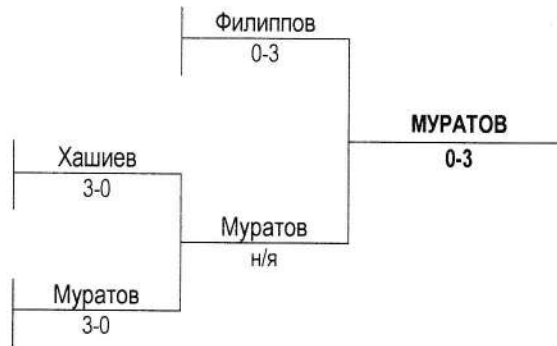 Филиппов
0-3
МУРАТОВ
0-3
Хашиев
3-0
Муратов
н/я
Муратов
3-0